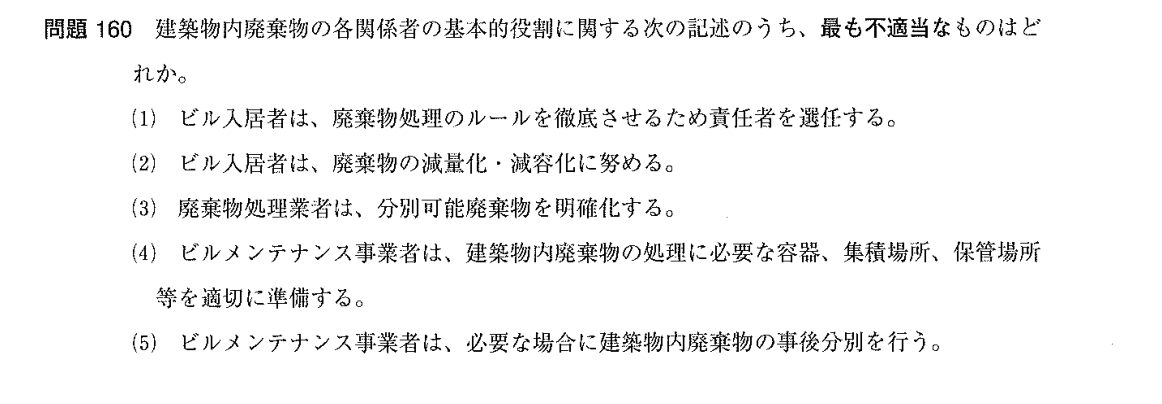 問題 160 建築物内廃棄物の各関係者の基本的役割に関する次の記述のうち、最も不適当なものはど
れか。
(1) ビル入居者は、廃棄物処理のルールを徹底させるため責任者を選任する。
(2) ビル入居者は、廃棄物の減量化・減容化に努める。
(3) 廃棄物処理業者は、分別可能廃棄物を明確化する。
(4) ビルメンテナンス事業者は、建築物内廃棄物の処理に必要な容器、集積場所、保管場所
等を適切に準備する。
(5) ビルメンテナンス事業者は、必要な場合に建築物内廃棄物の事後分別を行う。